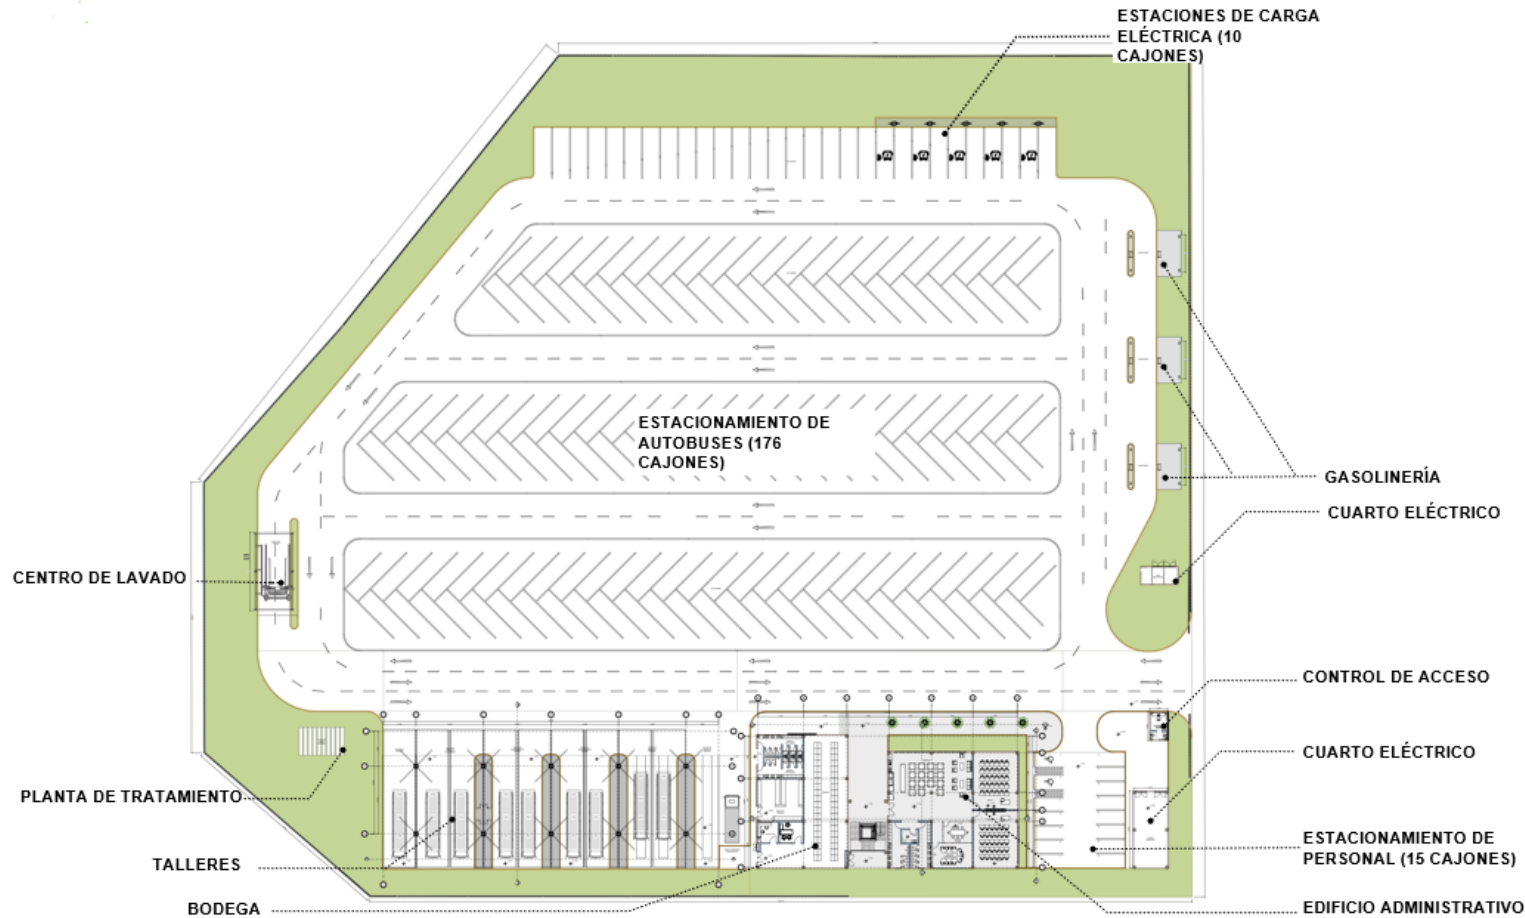 ESTACIONES DE CARGA
ELÉCTRICA (10
CAJONES)
ESTACIONAMIENTO DE
AUTOBUSES (176
CAJONES)
GASOLINERÍA
CUARTO ELÉCTRICO
CENTRO DE LAVADO
CONTROL DE ACCESO
CUARTO ELÉCTRICO
PLANTA DE TRATAMIENTO
ESTACIONAMIENTO DE
PERSONAL (15 CAJONES)
TALLERES
BODEGA
EDIFICIO ADMINISTRATIVO